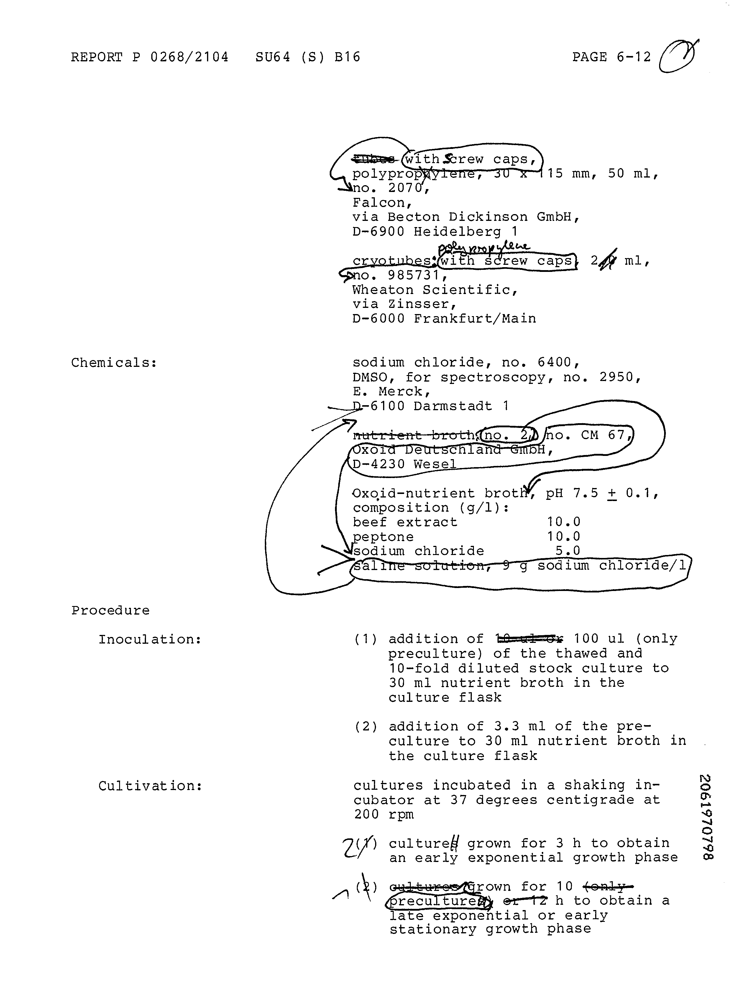 REPORT P 0268/2104 SU64 (S) B16 PAGE 6-12
tubes with screw caps,
polypropylene, 30 x 115 mm, 50 ml,
no. 2070,
Falcon,
via Becton Dickinson GmbH,
D-6900 Heidelberg 1
polypropylene
cryotubes with screw caps, 2 ml,
no. 985731,
Wheaton Scientific,
via Zinsser,
D-6000 Frankfurt/Main
Chemicals: sodium chloride, no. 6400,
DMSO, for spectroscopy, no. 2950,
E. Merck,
D-6100 Darmstadt 1
nutrient broth no. 2, no. CM 67,
Oxoid Deutschland GmbH,
D-4230 Wesel
Oxoid-nutrient broth, pH 7.5 ± 0.1,
composition (g/l):
beef extract 10.0
peptone 10.0
sodium chloride 5.0
saline solution, 9 g sodium chloride/l
Procedure
Inoculation: (1) addition of 10 ul or 100 ul (only
preculture) of the thawed and
10-fold diluted stock culture to
30 ml nutrient broth in the
culture flask
(2) addition of 3.3 ml of the pre-
culture to 30 ml nutrient broth in
the culture flask
Cultivation: cultures incubated in a shaking in-
cubator at 37 degrees centigrade at
200 rpm
2(1) culture grown for 3 h to obtain
an early exponential growth phase
(2) cultures grown for 10 (only
preculture) or 12 h to obtain a
late exponential or early
stationary growth phase
2061970798